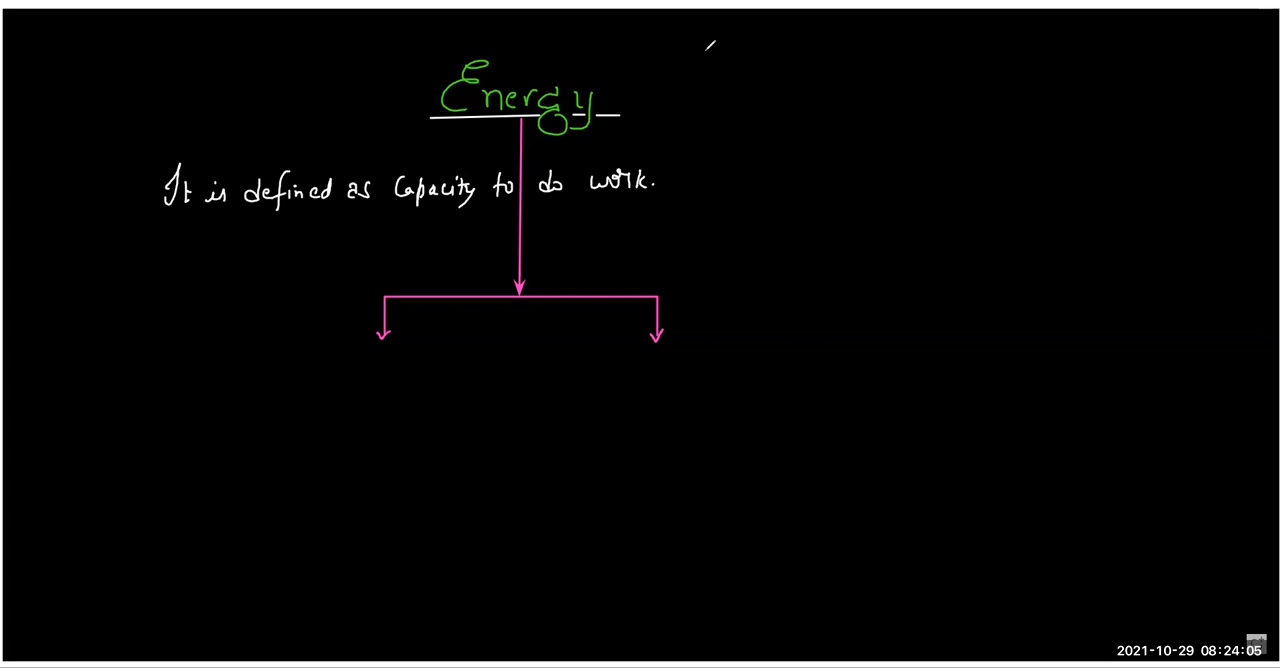 Energy
It is defined as Capacity to do work.
2021-10-29 08:24:05